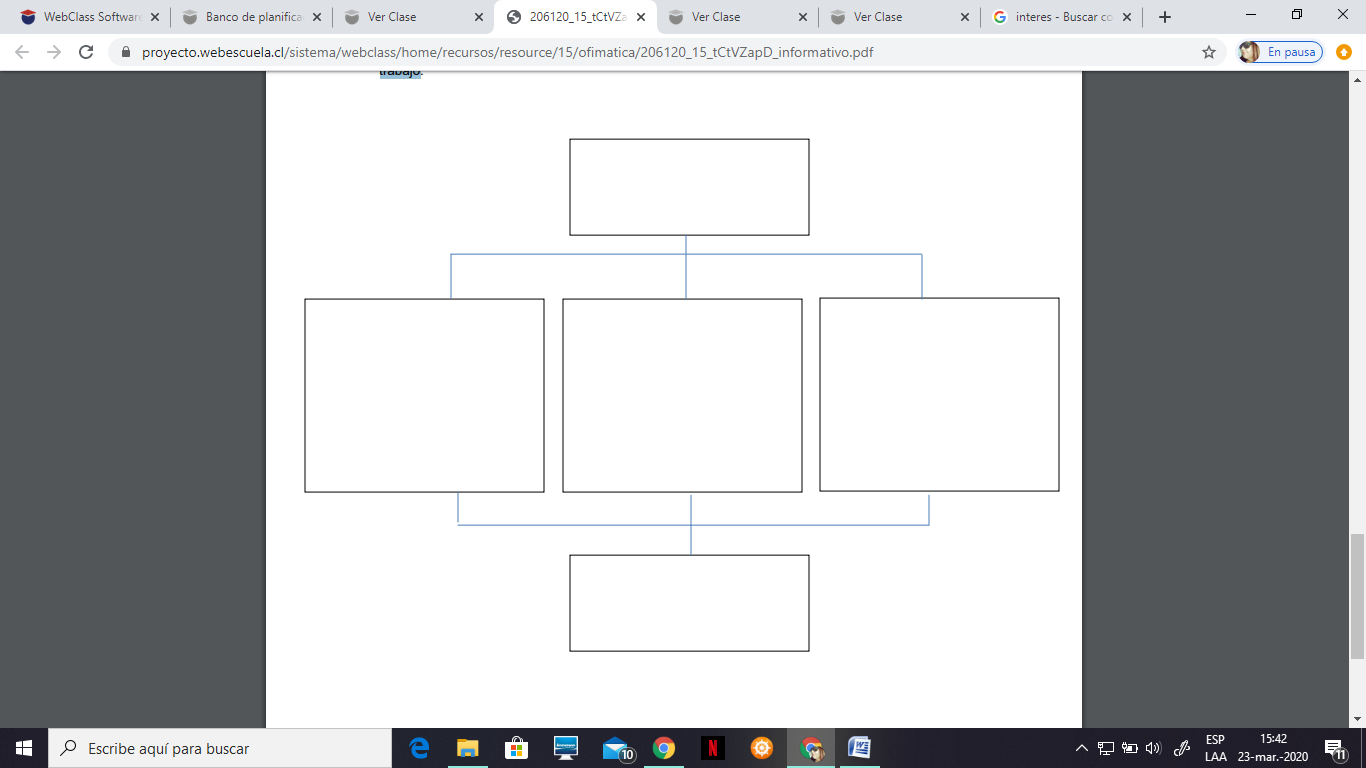 WebClass Software
Banco de planifica
Ver Clase
206120_15_tCtVZa
Ver Clase
Ver Clase
interes - Buscar co
proyecto.webescuela.cl/sistema/webclass/home/recursos/resource/15/ofimatica/206120_15_tCtVZapD_informativo.pdf
En pausa
trabajo.
Escribe aquí para buscar
10
N
ESP
LAA
15:42
23-mar.-2020
11